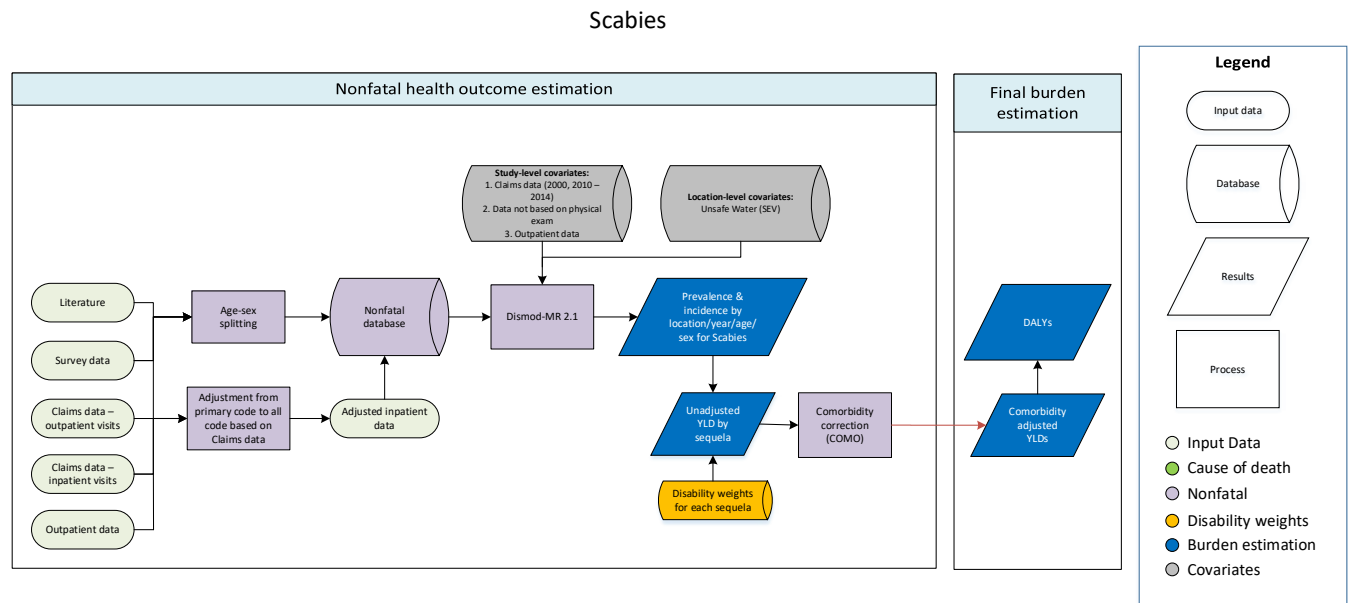 Scabies
Nonfatal health outcome estimation
Final burden
estimation
Study-level covariates:
1. Claims data (2000, 2010 –
2014)
2. Data not based on physical
exam
3. Outpatient data
Location-level covariates:
Unsafe Water (SEV)
Literature
Survey data
Claims data –
outpatient visits
Claims data –
inpatient visits
Outpatient data
Age-sex
splitting
Adjustment from
primary code to all
code based on
Claims data
Nonfatal
database
Adjusted inpatient
data
Dismod-MR 2.1
Prevalence &
incidence by
location/year/age/
sex for Scabies
Unadjusted
YLD by
sequela
Disability weights
for each sequela
Comorbidity
correction
(COMO)
DALYs
Comorbidity
adjusted
YLDs
Legend
Input data
Database
Results
Process
Input Data
Cause of death
Nonfatal
Disability weights
Burden estimation
Covariates